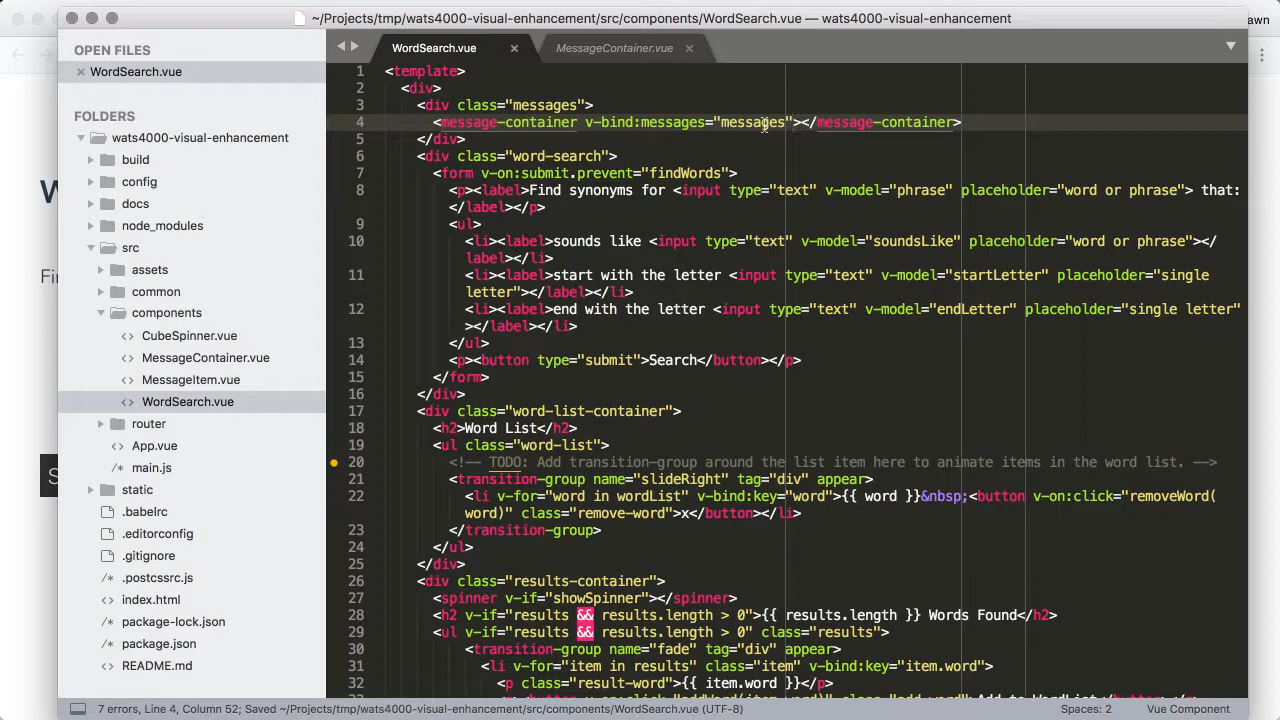 ~/Projects/tmp/wats4000-visual-enhancement/src/components/WordSearch.vue — wats4000-visual-enhancement
OPEN FILES
WordSearch.vue
FOLDERS
wats4000-visual-enhancement
build
config
docs
node_modules
src
assets
common
components
CubeSpinner.vue
MessageContainer.vue
MessageItem.vue
WordSearch.vue
router
App.vue
main.js
static
.babelrc
.editorconfig
.gitignore
.postcssrc.js
index.html
package-lock.json
package.json
README.md
WordSearch.vue
MessageContainer.vue
1 <template>
2 <div>
3 <div class="messages">
4 <message-container v-bind:messages="messages"></message-container>
5 </div>
6 <div class="word-search">
7 <form v-on:submit.prevent="findWords">
8 <p><label>Find synonyms for <input type="text" v-model="phrase" placeholder="word or phrase"> that:
</label></p>
9 <ul>
10 <li><label>sounds like <input type="text" v-model="soundsLike" placeholder="word or phrase"></
label></li>
11 <li><label>start with the letter <input type="text" v-model="startLetter" placeholder="single
letter"></label></li>
12 <li><label>end with the letter <input type="text" v-model="endLetter" placeholder="single letter"
></label></li>
13 </ul>
14 <p><button type="submit">Search</button></p>
15 </form>
16 </div>
17 <div class="word-list-container">
18 <h2>Word List</h2>
19 <ul class="word-list">
20 <!-- TODO: Add transition-group around the list item here to animate items in the word list. -->
21 <transition-group name="slideRight" tag="div" appear>
22 <li v-for="word in wordList" v-bind:key="word">{{ word }}&nbsp;<button v-on:click="removeWord(
word)" class="remove-word">x</button></li>
23 </transition-group>
24 </ul>
25 </div>
26 <div class="results-container">
27 <spinner v-if="showSpinner"></spinner>
28 <h2 v-if="results && results.length > 0">{{ results.length }} Words Found</h2>
29 <ul v-if="results && results.length > 0" class="results">
30 <transition-group name="fade" tag="div" appear>
31 <li v-for="item in results" class="item" v-bind:key="item.word">
32 <p class="result-word">{{ item.word }}</p>
7 errors, Line 4, Column 52; Saved ~/Projects/tmp/wats4000-visual-enhancement/src/components/WordSearch.vue (UTF-8)
Spaces: 2
Vue Component